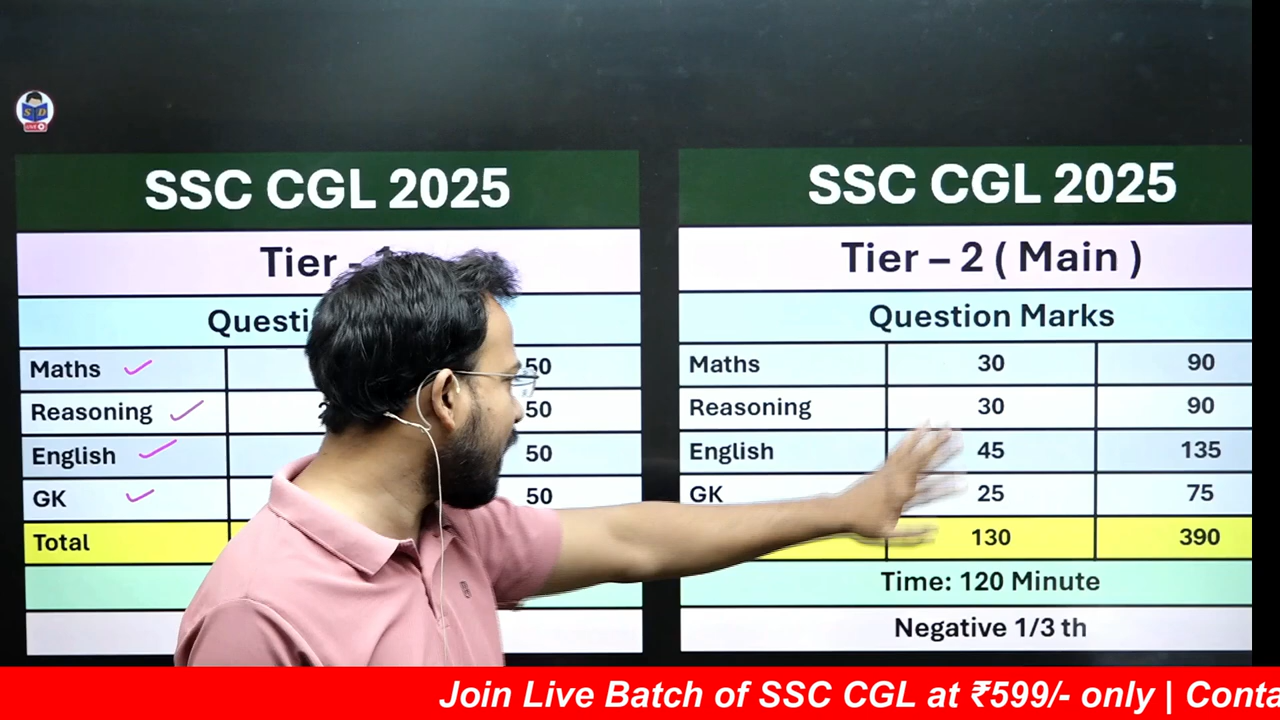 SSC CGL 2025
Tier -
Maths 50
Reasoning 50
English 50
GK 50
Total
SSC CGL 2025
Tier – 2 ( Main )
Question Marks
Maths 30 90
Reasoning 30 90
English 45 135
GK 25 75
130 390
Time: 120 Minute
Negative 1/3 th
Join Live Batch of SSC CGL at ₹599/- only |